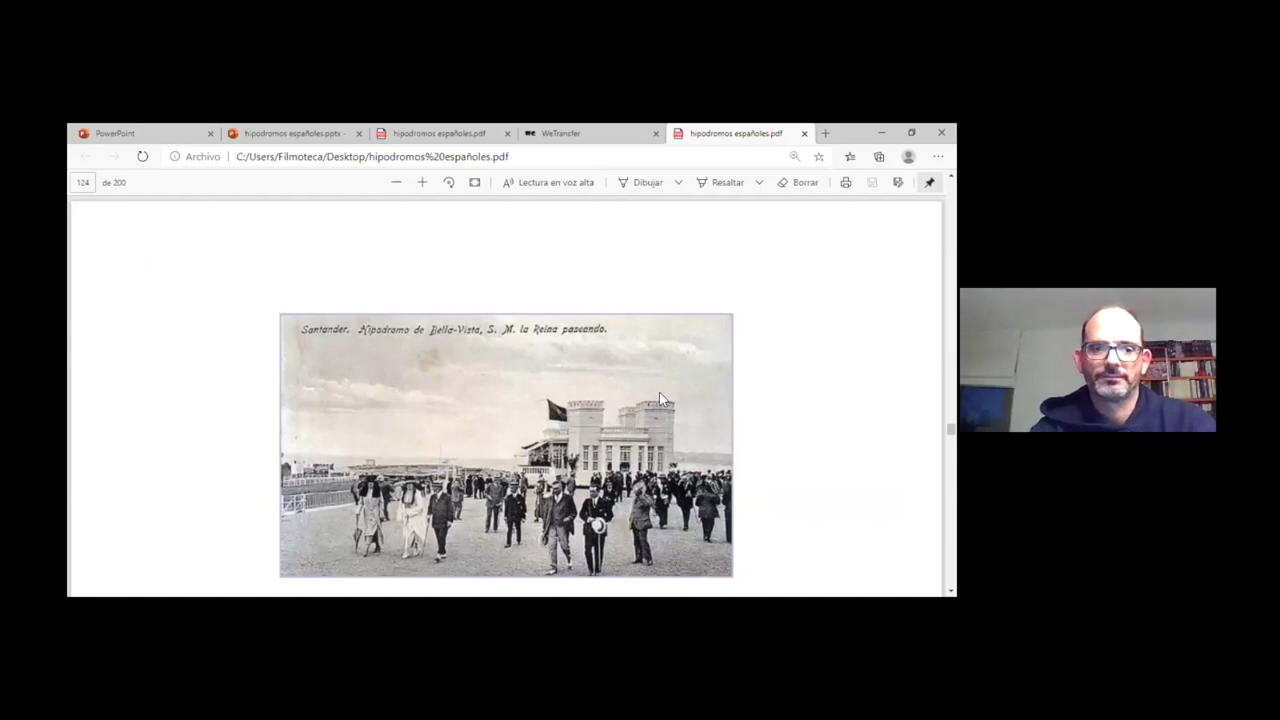 PowerPoint
hipodromos españoles.pptx -
hipodromos españoles.pdf
WeTransfer
hipodromos españoles.pdf
Archivo
C:/Users/Filmoteca/Desktop/hipodromos%20españoles.pdf
124 de 200
Lectura en voz alta
Dibujar
Resaltar
Borrar
Santander. Hipodromo de Bella-Vista, S. M. la Reina paseando.